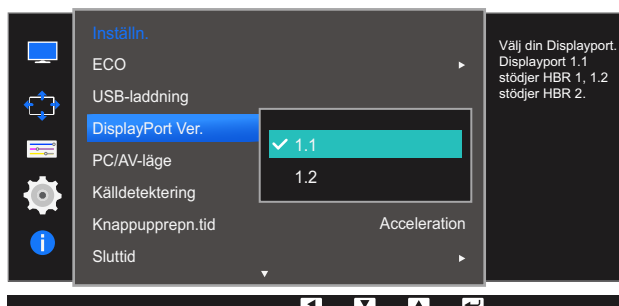 Inställn.
ECO
USB-laddning
DisplayPort Ver.
PC/AV-läge
Källdetektering
Knappupprepn.tid
Acceleration
Sluttid
1.1
1.2
Välj din Displayport.
Displayport 1.1
stödjer HBR 1, 1.2
stödjer HBR 2.